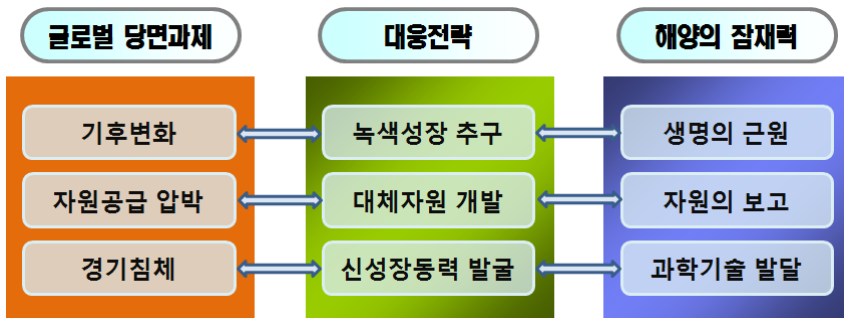 글로벌 당면과제
대응전략
해양의 잠재력
기후변화
녹색성장 추구
생명의 근원
자원공급 압박
대체자원 개발
자원의 보고
경기침체
신성장동력 발굴
과학기술 발달